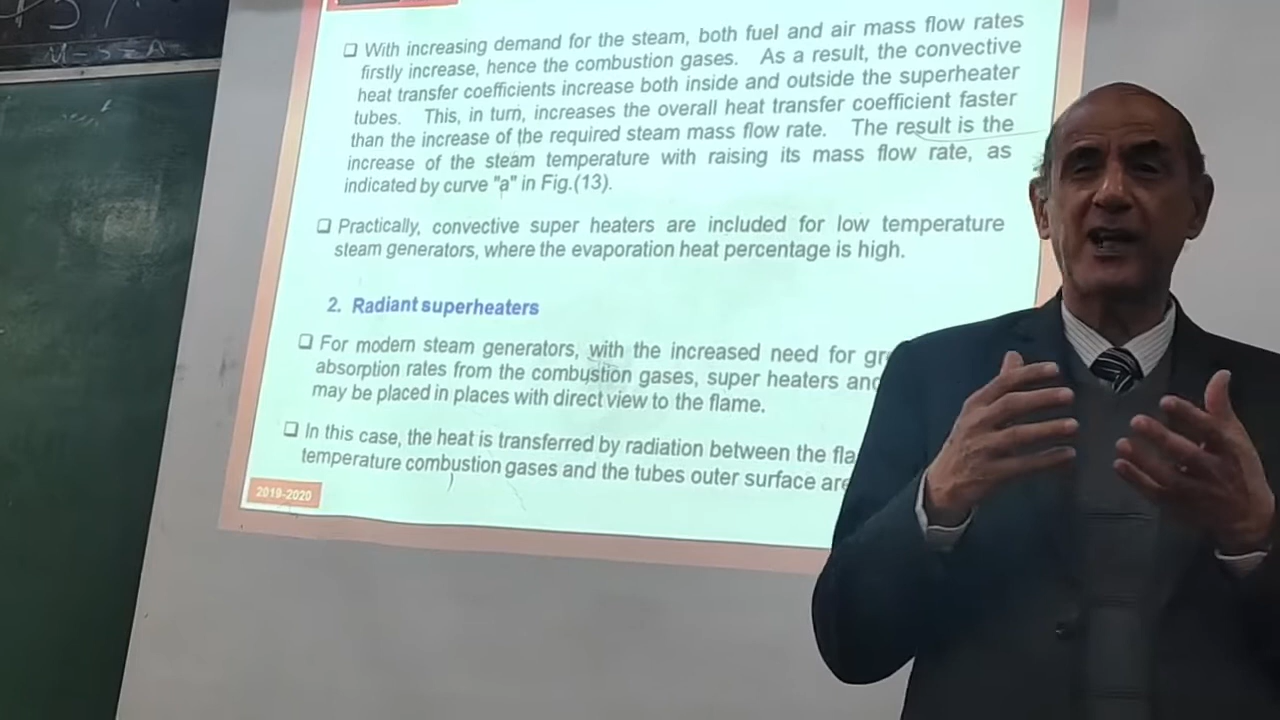 With increasing demand for the steam, both fuel and air mass flow rates
firstly increase, hence the combustion gases. As a result, the convective
heat transfer coefficients increase both inside and outside the superheater
tubes. This, in turn, increases the overall heat transfer coefficient faster
than the increase of the required steam mass flow rate. The result is the
increase of the steam temperature with raising its mass flow rate, as
indicated by curve "a" in Fig.(13).
Practically, convective super heaters are included for low temperature
steam generators, where the evaporation heat percentage is high.
2. Radiant superheaters
For modern steam generators, with the increased need for
absorption rates from the combustion gases, super heaters
may be placed in places with direct view to the flame.
In this case, the heat is transferred by radiation between the
temperature combustion gases and the tubes outer surface
2019-2020